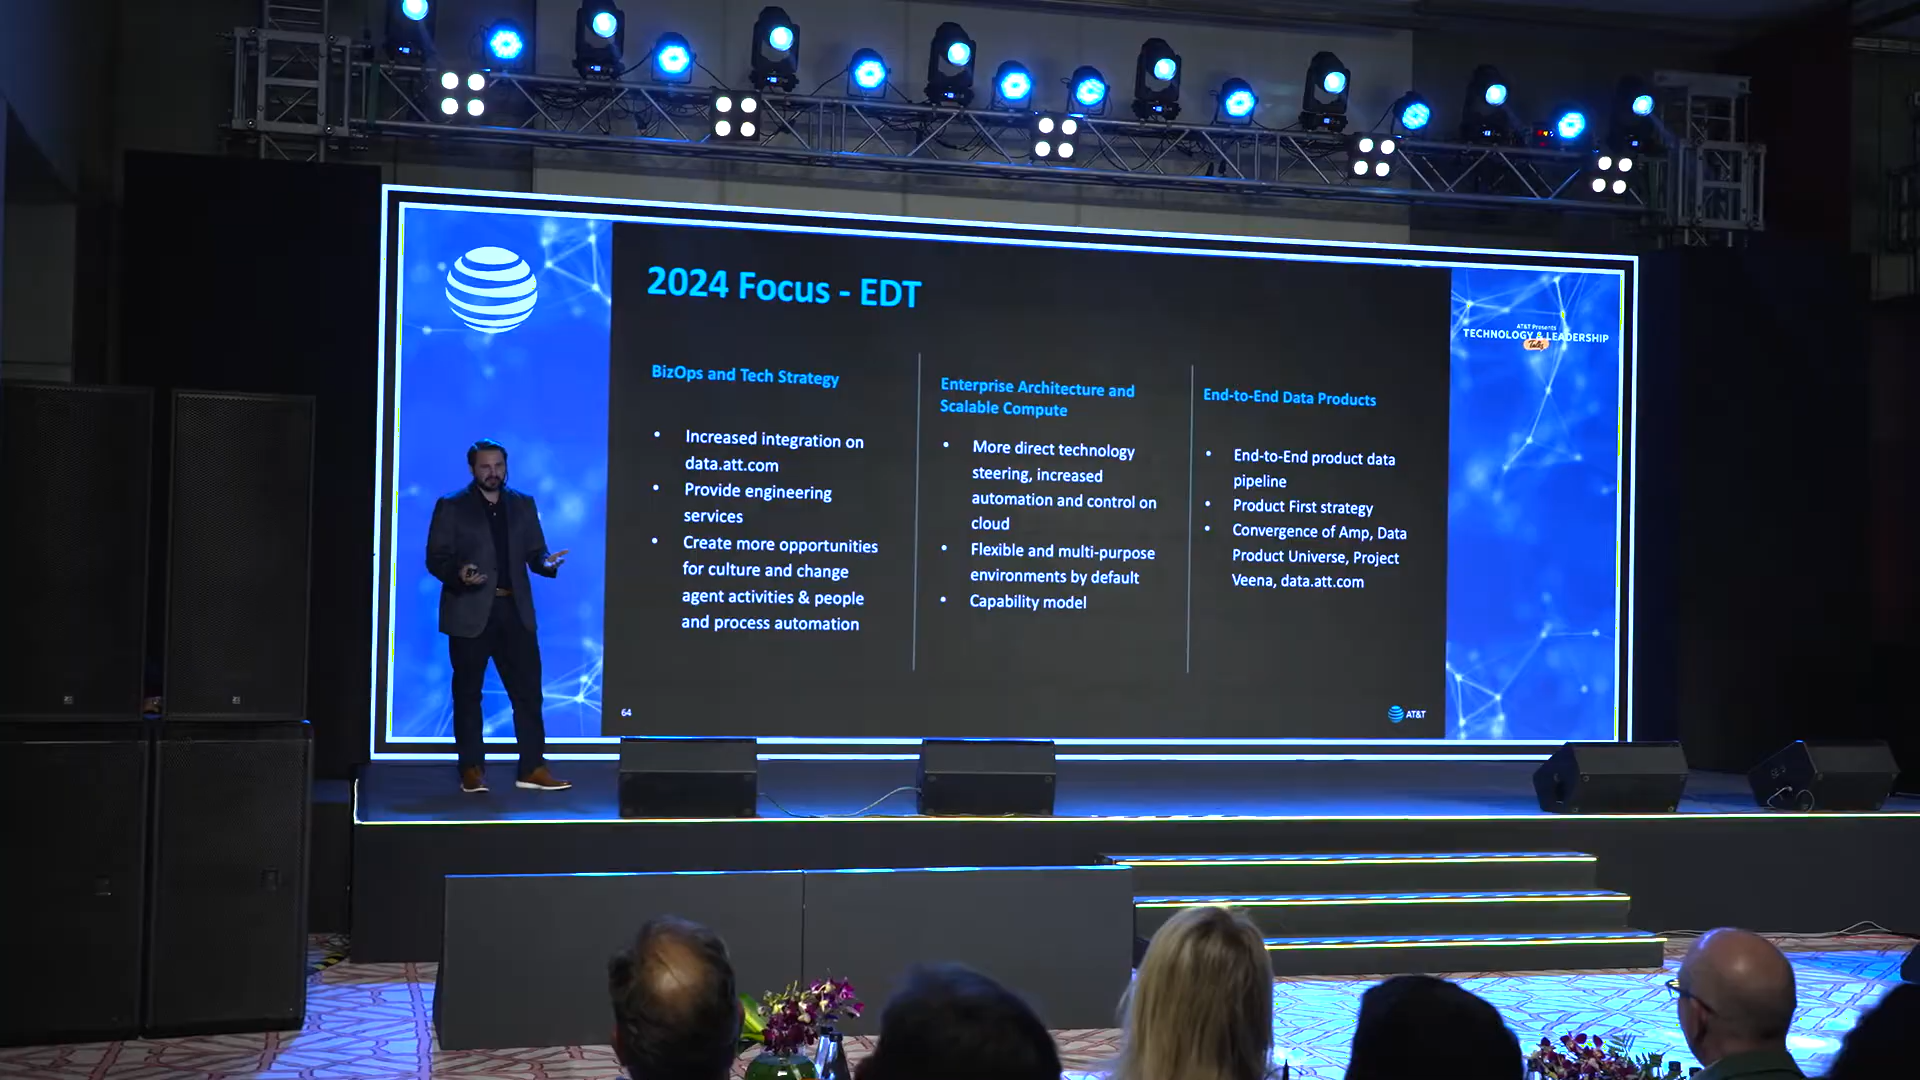 2024 Focus - EDT
BizOps and Tech Strategy
• Increased integration on
data.att.com
• Provide engineering
services
• Create more opportunities
for culture and change
agent activities & people
and process automation
Enterprise Architecture and
Scalable Compute
• More direct technology
steering, increased
automation and control on
cloud
• Flexible and multi-purpose
environments by default
• Capability model
End-to-End Data Products
• End-to-End product data
pipeline
• Product First strategy
• Convergence of Amp, Data
Product Universe, Project
Veena, data.att.com
64
AT&T
AT&T Presents
TECHNOLOGY & LEADERSHIP
Talks